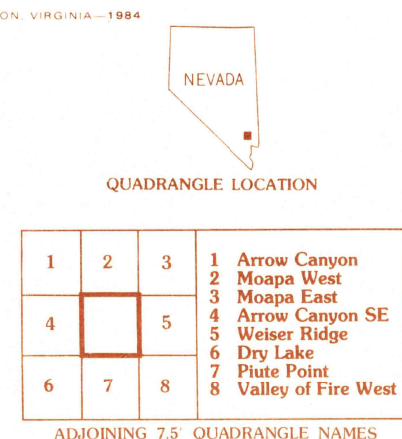 ON, VIRGINIA—1984
NEVADA
QUADRANGLE LOCATION
1 2 3
4 5
6 7 8
1 Arrow Canyon
2 Moapa West
3 Moapa East
4 Arrow Canyon SE
5 Weiser Ridge
6 Dry Lake
7 Piute Point
8 Valley of Fire West
ADJOINING 7.5' QUADRANGLE NAMES